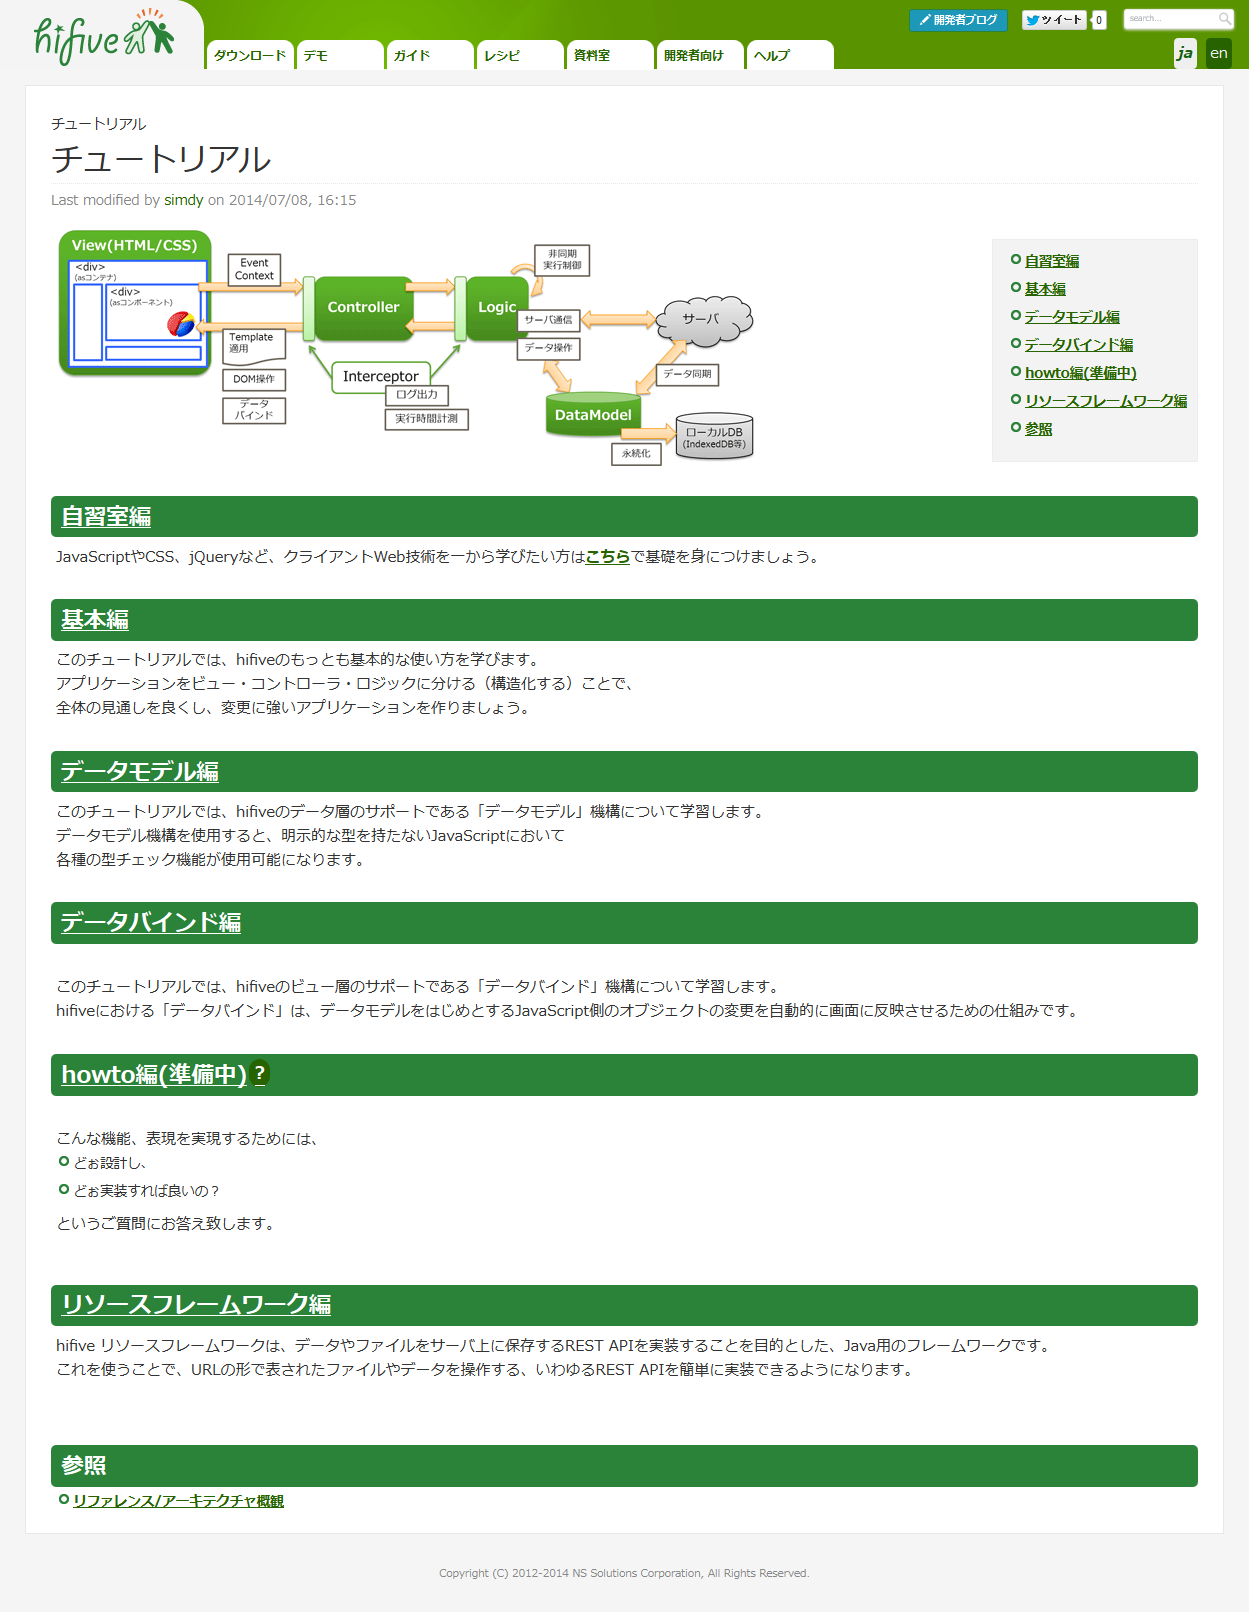 hifive
開発者ブログ
ツイート
0
search...
ダウンロード
デモ
ガイド
レシピ
資料室
開発者向け
ヘルプ
ja
en
チュートリアル
チュートリアル
Last modified by simdy on 2014/07/08, 16:15
View(HTML/CSS)
<div>
(asコンテナ)
<div>
(asコンポーネント)
Event
Context
Template
適用
DOM操作
データ
バインド
Controller
Interceptor
ログ出力
実行時間計測
Logic
非同期
実行制御
サーバ通信
データ操作
サーバ
データ同期
DataModel
永続化
ローカルDB
(IndexedDB等)
自習室編
基本編
データモデル編
データバインド編
howto編(準備中)
リソースフレームワーク編
参照
自習室編
JavaScriptやCSS、jQueryなど、クライアントWeb技術を一から学びたい方はこちらで基礎を身につけましょう。
基本編
このチュートリアルでは、hifiveのもっとも基本的な使い方を学びます。
アプリケーションをビュー・コントローラ・ロジックに分ける（構造化する）ことで、
全体の見通しを良くし、変更に強いアプリケーションを作りましょう。
データモデル編
このチュートリアルでは、hifiveのデータ層のサポートである「データモデル」機構について学習します。
データモデル機構を使用すると、明示的な型を持たないJavaScriptにおいて
各種の型チェック機能が使用可能になります。
データバインド編
このチュートリアルでは、hifiveのビュー層のサポートである「データバインド」機構について学習します。
hifiveにおける「データバインド」は、データモデルをはじめとするJavaScript側のオブジェクトの変更を自動的に画面に反映させるための仕組みです。
howto編(準備中)?
こんな機能、表現を実現するためには、
どぉ設計し、
どぉ実装すれば良いの？
というご質問にお答え致します。
リソースフレームワーク編
hifive リソースフレームワークは、データやファイルをサーバ上に保存するREST APIを実装することを目的とした、Java用のフレームワークです。
これを使うことで、URLの形で表されたファイルやデータを操作する、いわゆるREST APIを簡単に実装できるようになります。
参照
リファレンス/アーキテクチャ概観
Copyright (C) 2012-2014 NS Solutions Corporation, All Rights Reserved.